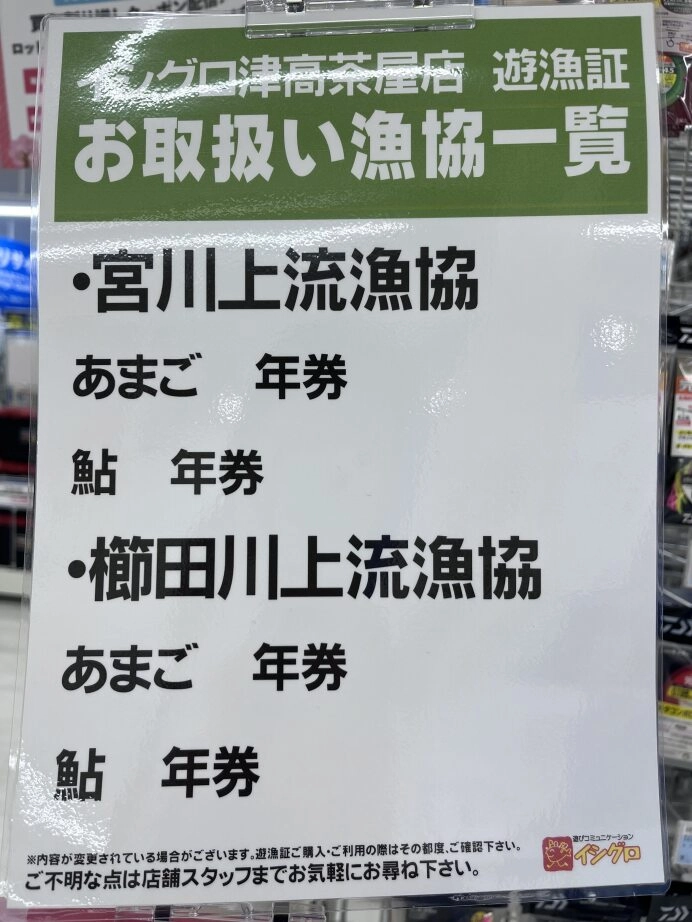 イシグロ津高茶屋店 遊漁証
お取扱い漁協一覧
・宮川上流漁協
あまご 年券
鮎 年券
・櫛田川上流漁協
あまご 年券
鮎 年券
※内容が変更されている場合がございます。遊漁証ご購入・ご利用の際はその都度、ご確認下さい。
ご不明な点は店舗スタッフまでお気軽にお尋ね下さい。
遊びコミュニケーション
イシグロ